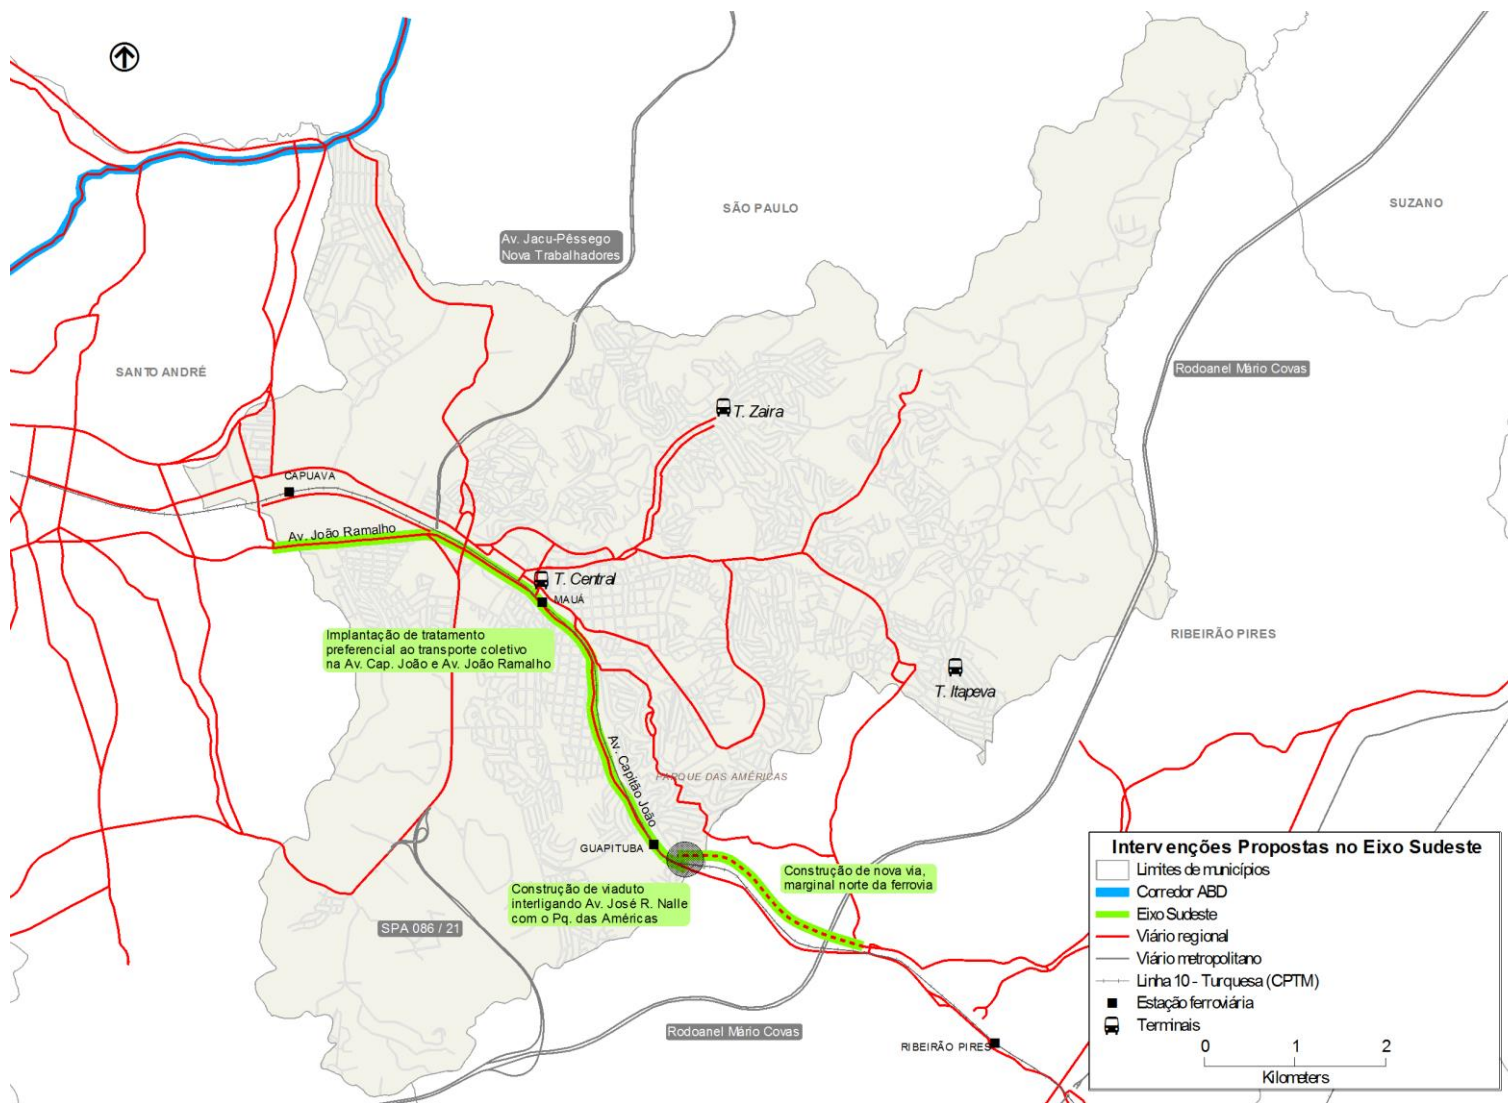 SÃO PAULO
SUZANO
Av. Jacu-Pêssego
Nova Trabalhadores
SANTO ANDRÉ
Rodoanel Mário Covas
T. Zaira
CAPUAVA
Av. João Ramalho
T. Central
MAUÁ
Implantação de tratamento
preferencial ao transporte coletivo
na Av. Cap. João e Av. João Ramalho
RIBEIRÃO PIRES
T. Itapeva
Av. Capitão João
PARQUE DAS AMÉRICAS
GUAPITUBA
Construção de viaduto
interligando Av. José R. Nalle
com o Pq. das Américas
Construção de nova via,
marginal norte da ferrovia
SPA 086 / 21
Rodoanel Mário Covas
RIBEIRÃO PIRES
Intervenções Propostas no Eixo Sudeste
Limites de municípios
Corredor ABD
Eixo Sudeste
Viário regional
Viário metropolitano
Linha 10 - Turquesa (CPTM)
Estação ferroviária
Terminais
0 1 2
Kilometers